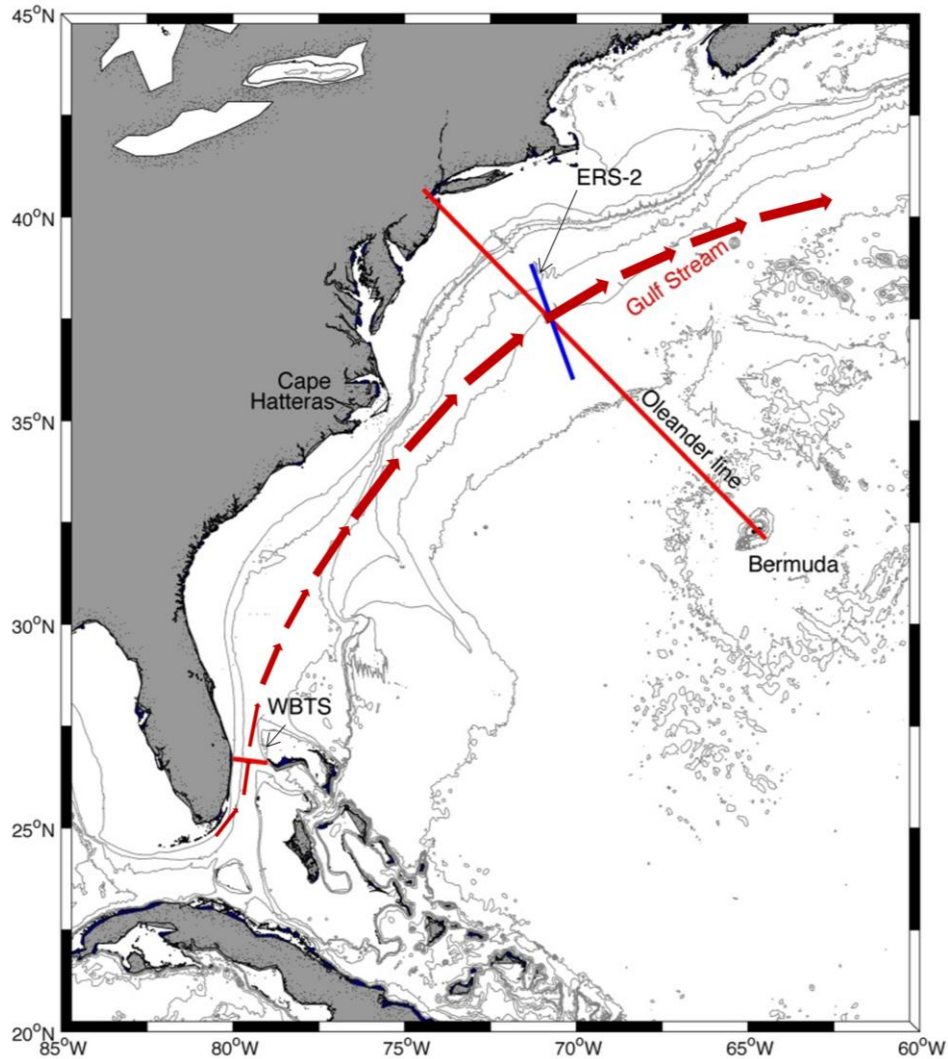 45°N
40°N
35°N
30°N
25°N
20°N
85°W
80°W
75°W
70°W
65°W
60°W
ERS-2
Gulf Stream
Cape
Hatteras
Oleander line
Bermuda
WBTS